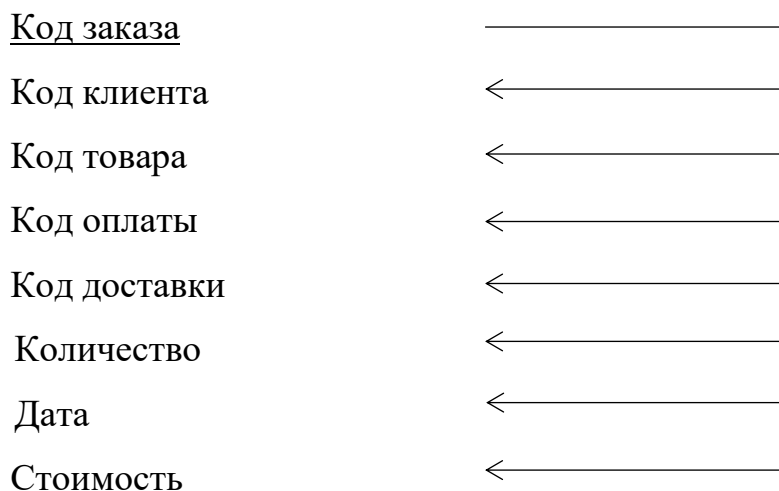 Код заказа
Код клиента
Код товара
Код оплаты
Код доставки
Количество
Дата
Стоимость